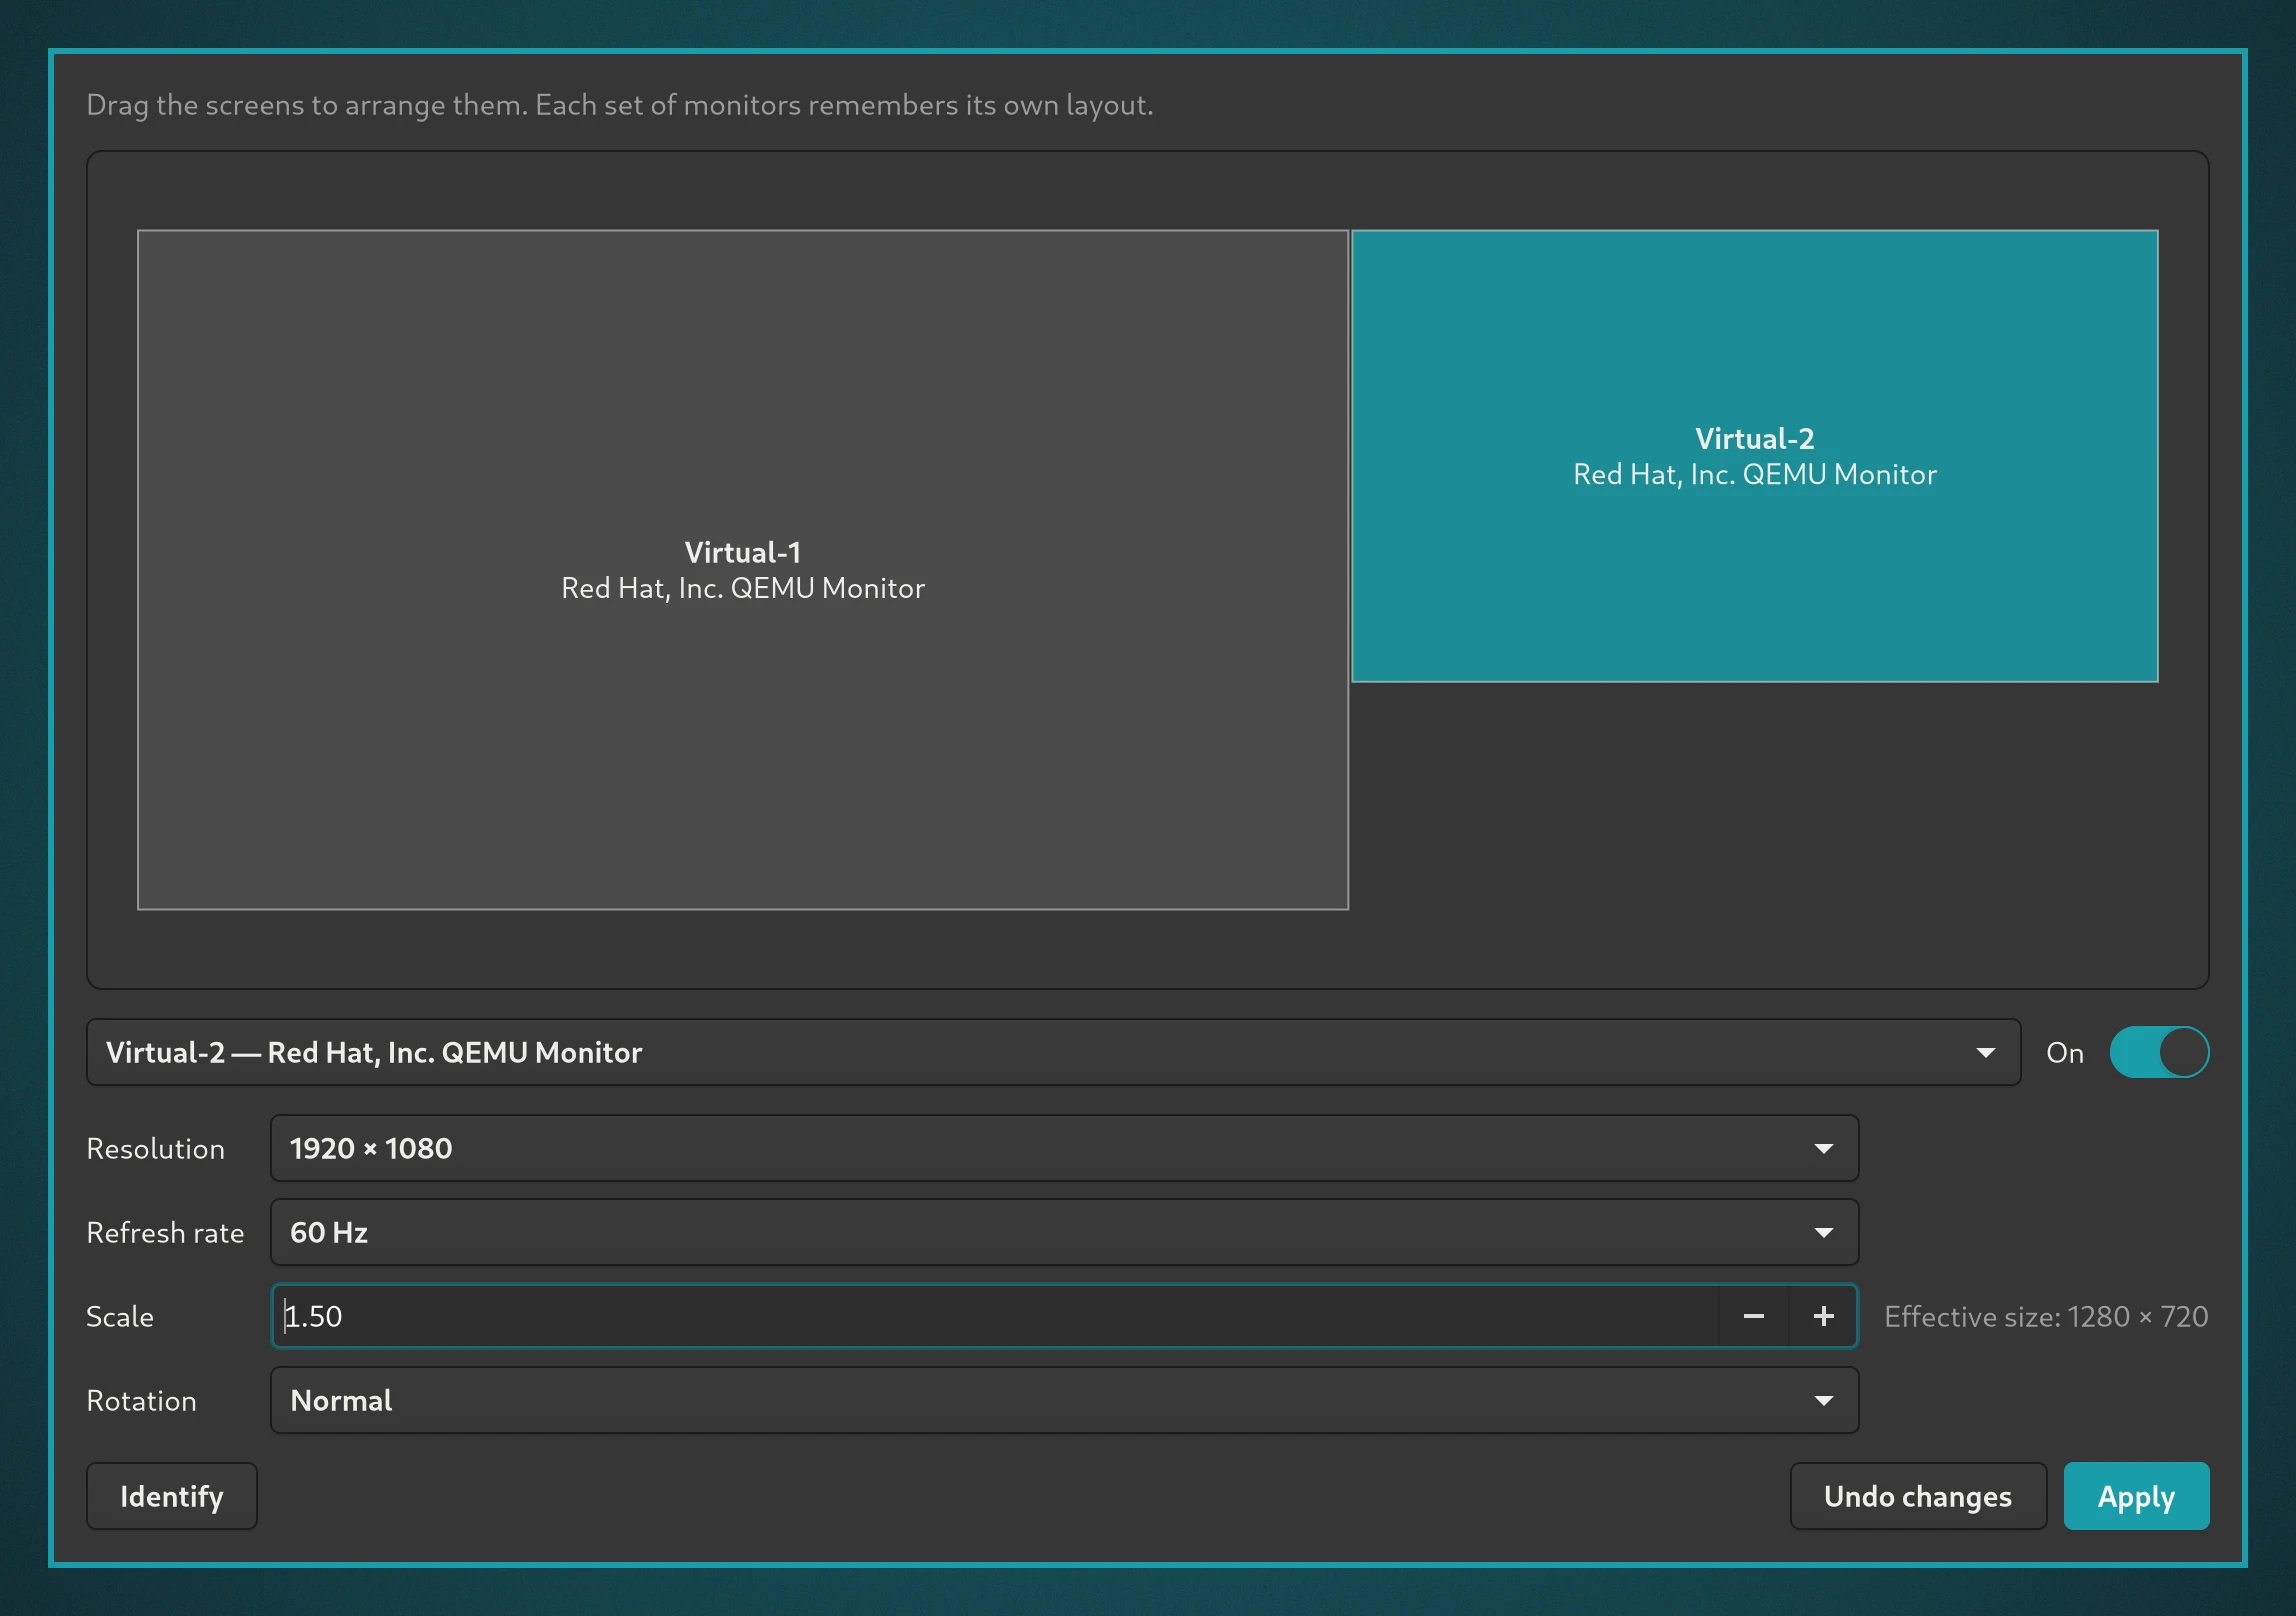 Drag the screens to arrange them. Each set of monitors remembers its own layout.
Virtual-1
Red Hat, Inc. QEMU Monitor
Virtual-2
Red Hat, Inc. QEMU Monitor
Virtual-2 — Red Hat, Inc. QEMU Monitor
On
Resolution
1920 × 1080
Refresh rate
60 Hz
Scale
1.50
Effective size: 1280 × 720
Rotation
Normal
Identify
Undo changes
Apply